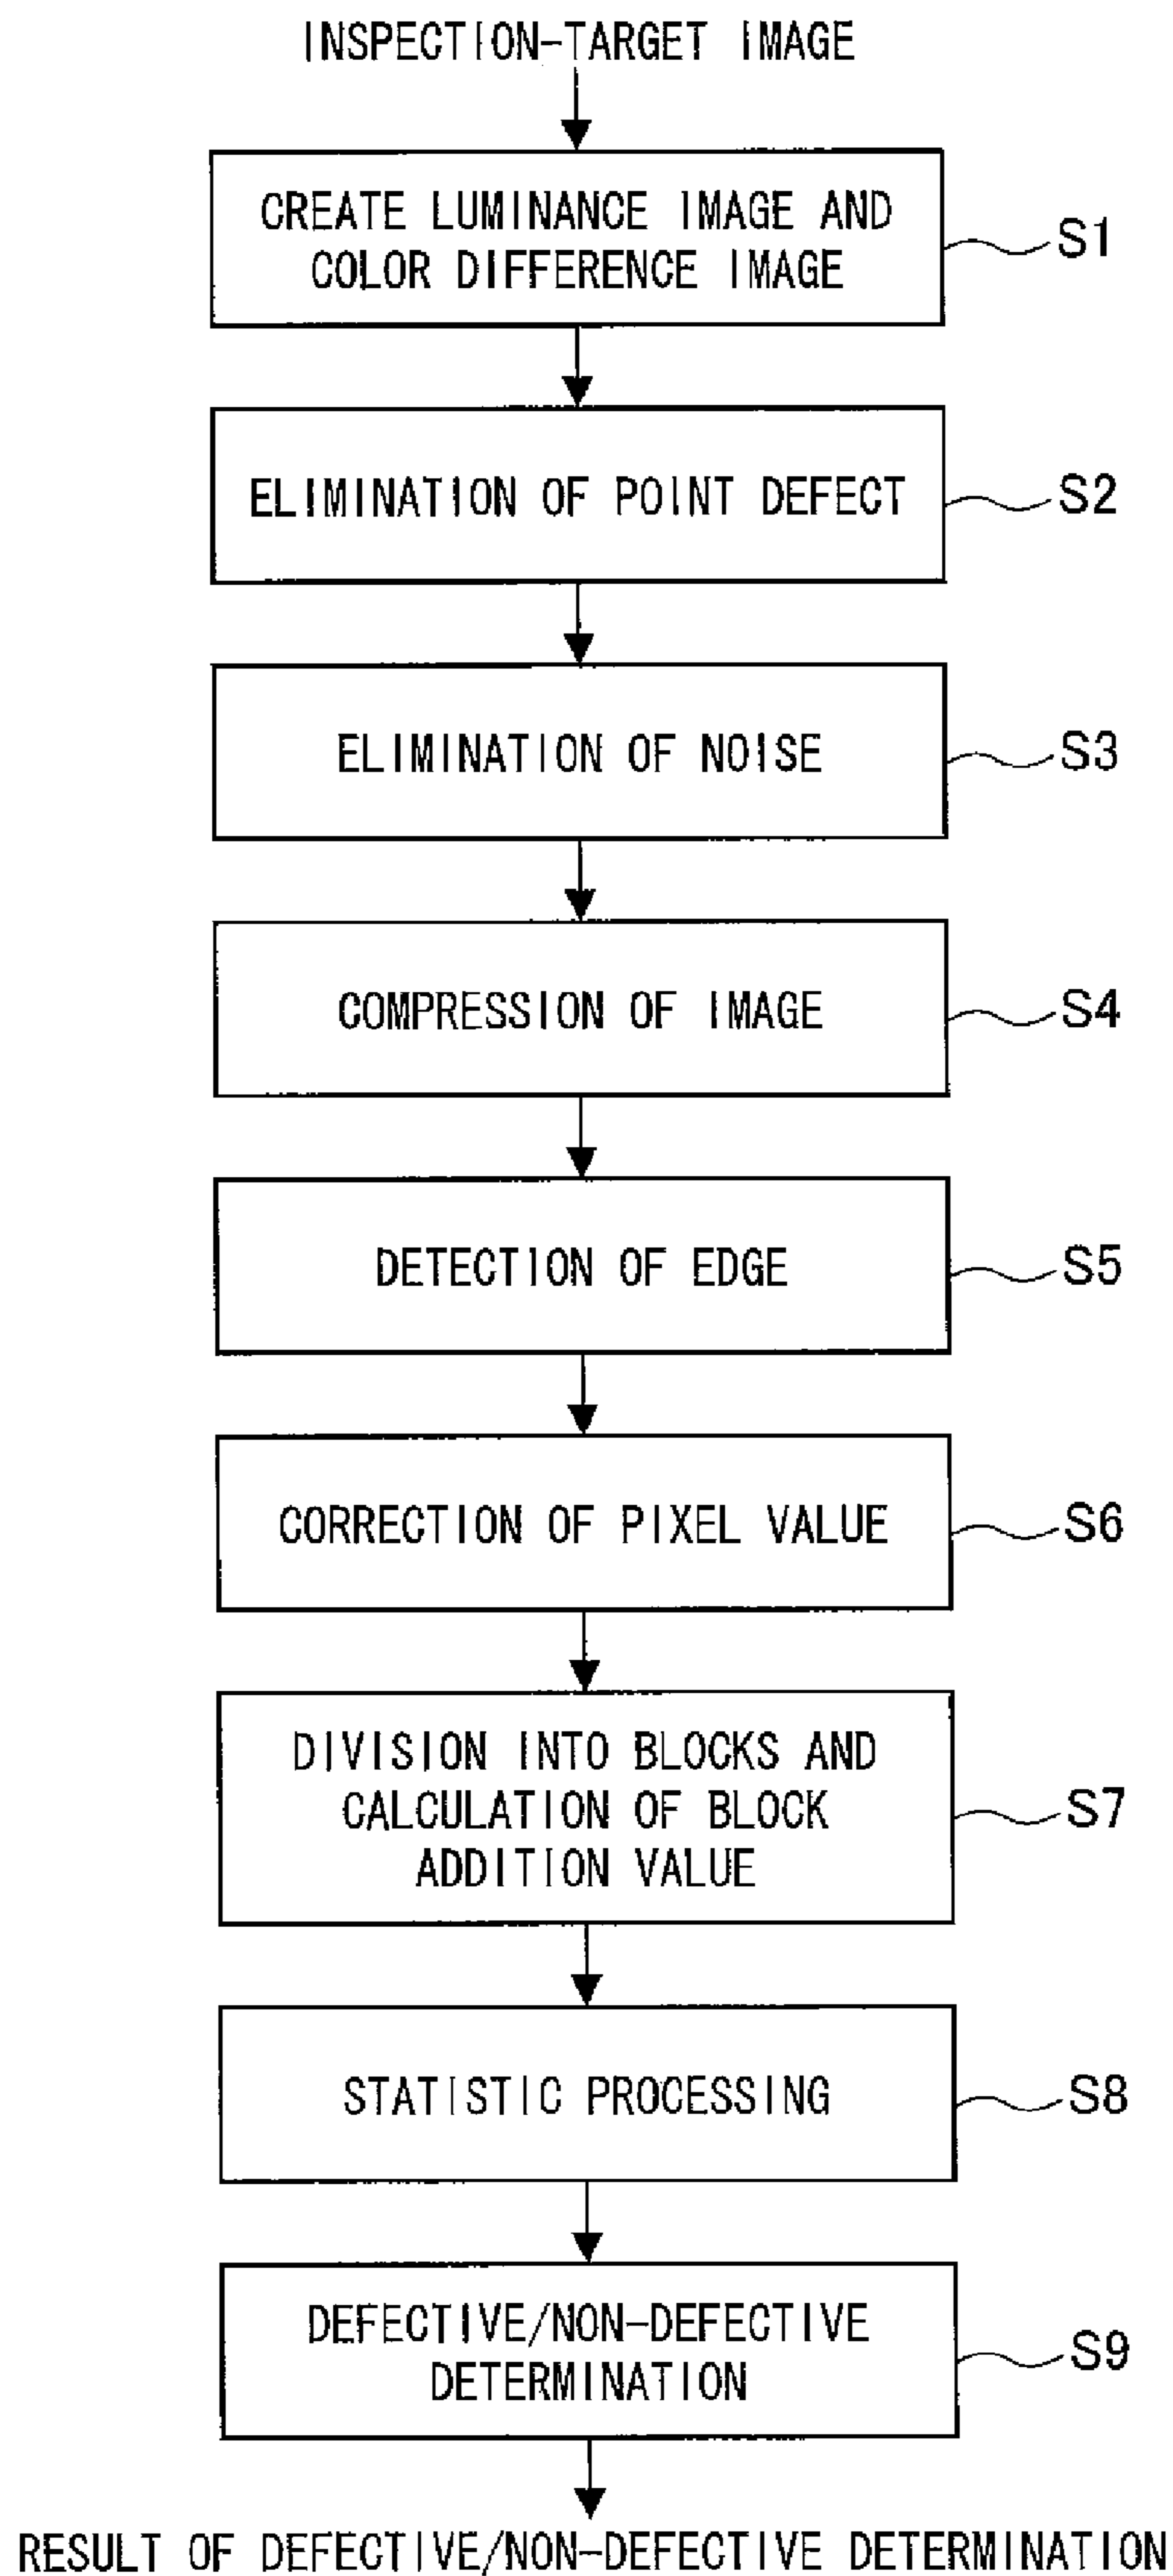 INSPECTION-TARGET IMAGE
CREATE LUMINANCE IMAGE AND
COLOR DIFFERENCE IMAGE
S1
ELIMINATION OF POINT DEFECT
S2
ELIMINATION OF NOISE
S3
COMPRESSION OF IMAGE
S4
DETECTION OF EDGE
S5
CORRECTION OF PIXEL VALUE
S6
DIVISION INTO BLOCKS AND
CALCULATION OF BLOCK
ADDITION VALUE
S7
STATISTIC PROCESSING
S8
DEFECTIVE/NON-DEFECTIVE
DETERMINATION
S9
RESULT OF DEFECTIVE/NON-DEFECTIVE DETERMINATION